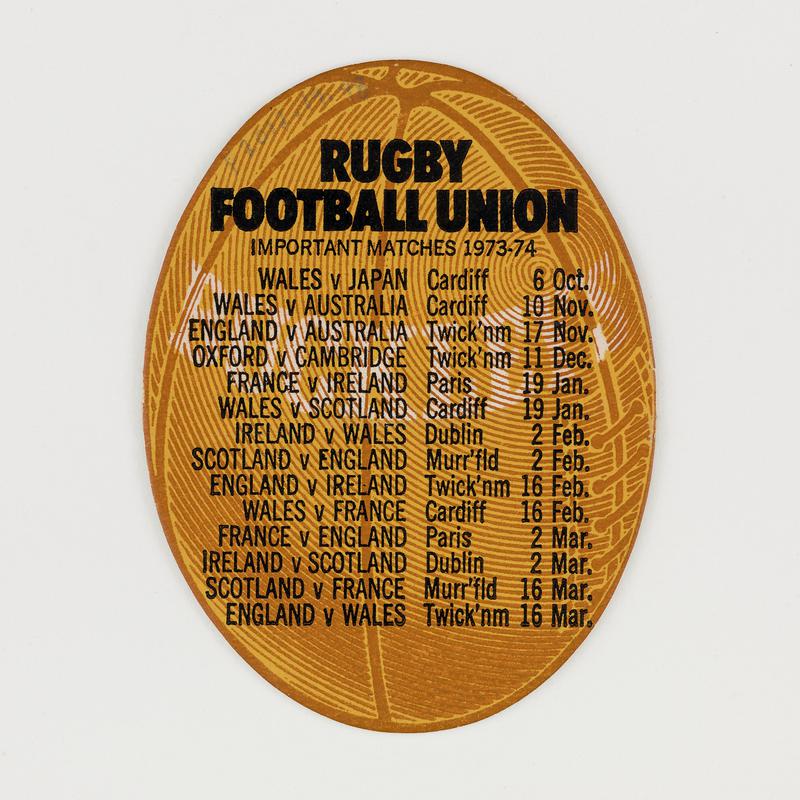 RUGBY
FOOTBALL UNION
IMPORTANT MATCHES 1973-74
WALES v JAPAN Cardiff 6 Oct.
WALES v AUSTRALIA Cardiff 10 Nov.
ENGLAND v AUSTRALIA Twick'nm 17 Nov.
OXFORD v CAMBRIDGE Twick'nm 11 Dec.
FRANCE v IRELAND Paris 19 Jan.
WALES v SCOTLAND Cardiff 19 Jan.
IRELAND v WALES Dublin 2 Feb.
SCOTLAND v ENGLAND Murr'fld 2 Feb.
ENGLAND v IRELAND Twick'nm 16 Feb.
WALES v FRANCE Cardiff 16 Feb.
FRANCE v ENGLAND Paris 2 Mar.
IRELAND v SCOTLAND Dublin 2 Mar.
SCOTLAND v FRANCE Murr'fld 16 Mar.
ENGLAND v WALES Twick'nm 16 Mar.